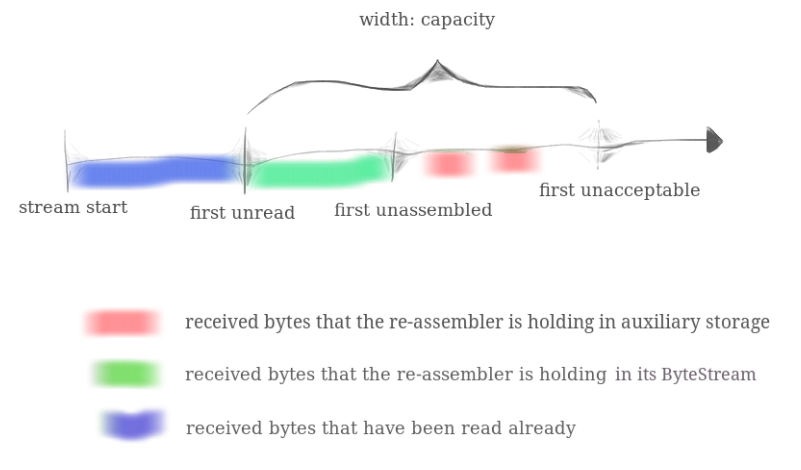 width: capacity
stream start
first unread
first unassembled
first unacceptable
received bytes that the re-assembler is holding in auxiliary storage
received bytes that the re-assembler is holding in its ByteStream
received bytes that have been read already